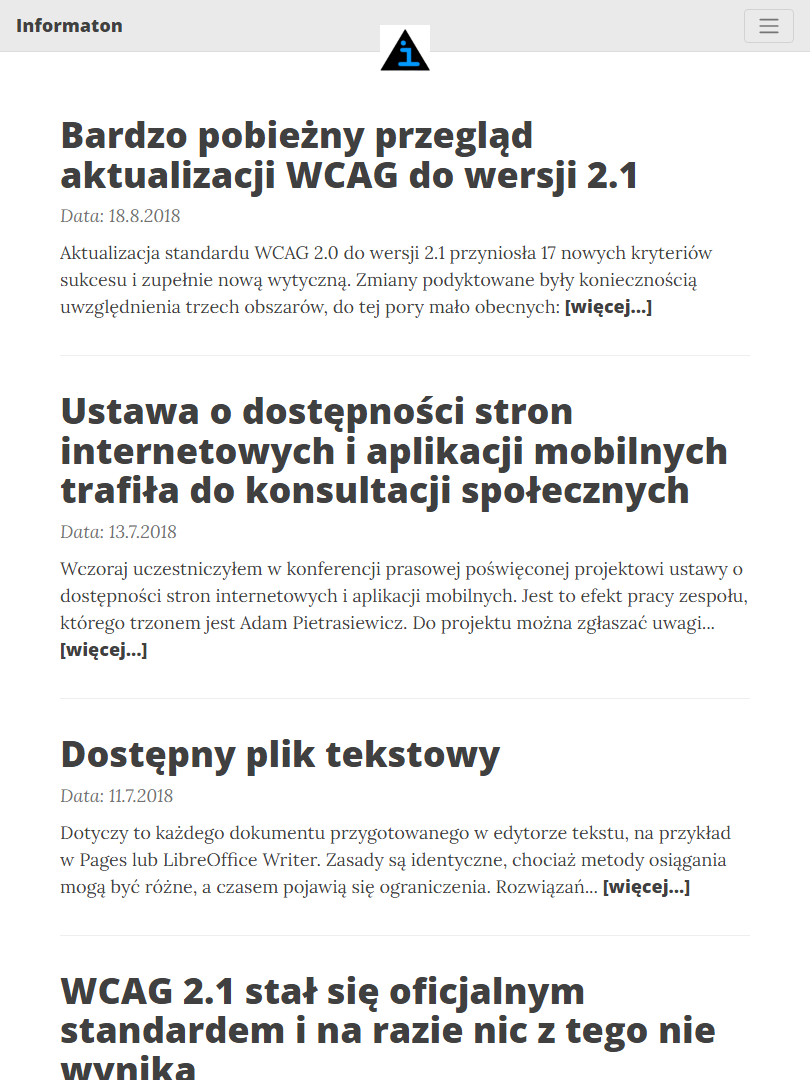 Informaton
i
Bardzo pobieżny przegląd
aktualizacji WCAG do wersji 2.1
Data: 18.8.2018
Aktualizacja standardu WCAG 2.0 do wersji 2.1 przyniosła 17 nowych kryteriów
sukcesu i zupełnie nową wytyczną. Zmiany podyktowane były koniecznością
uwzględnienia trzech obszarów, do tej pory mało obecnych: [więcej...]
Ustawa o dostępności stron
internetowych i aplikacji mobilnych
trafiła do konsultacji społecznych
Data: 13.7.2018
Wczoraj uczestniczyłem w konferencji prasowej poświęconej projektowi ustawy o
dostępności stron internetowych i aplikacji mobilnych. Jest to efekt pracy zespołu,
którego trzonem jest Adam Pietrasiewicz. Do projektu można zgłaszać uwagi...
[więcej...]
Dostępny plik tekstowy
Data: 11.7.2018
Dotyczy to każdego dokumentu przygotowanego w edytorze tekstu, na przykład
w Pages lub LibreOffice Writer. Zasady są identyczne, chociaż metody osiągania
mogą być różne, a czasem pojawią się ograniczenia. Rozwiązań... [więcej...]
WCAG 2.1 stał się oficjalnym
standardem i na razie nic z tego nie
wynika